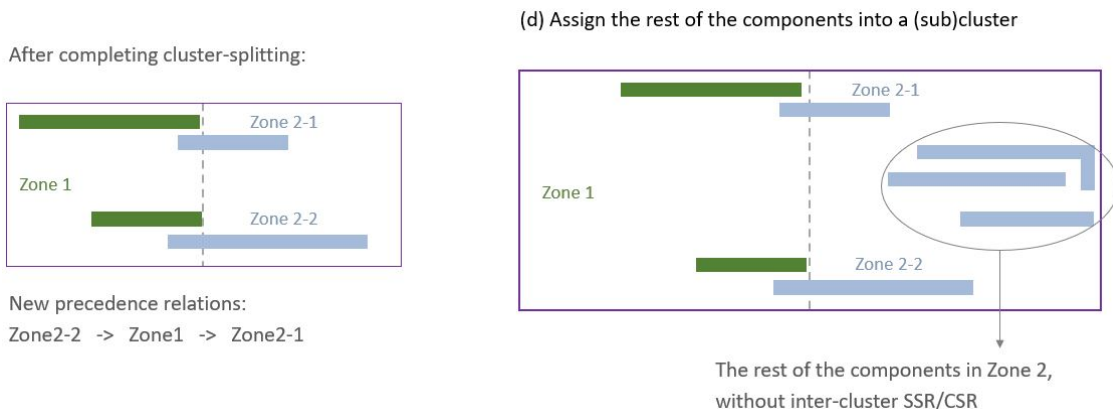 After completing cluster-splitting:
Zone 2-1
Zone 1
Zone 2-2
New precedence relations:
Zone2-2 -> Zone1 -> Zone2-1
(d) Assign the rest of the components into a (sub)cluster
Zone 2-1
Zone 1
Zone 2-2
The rest of the components in Zone 2,
without inter-cluster SSR/CSR